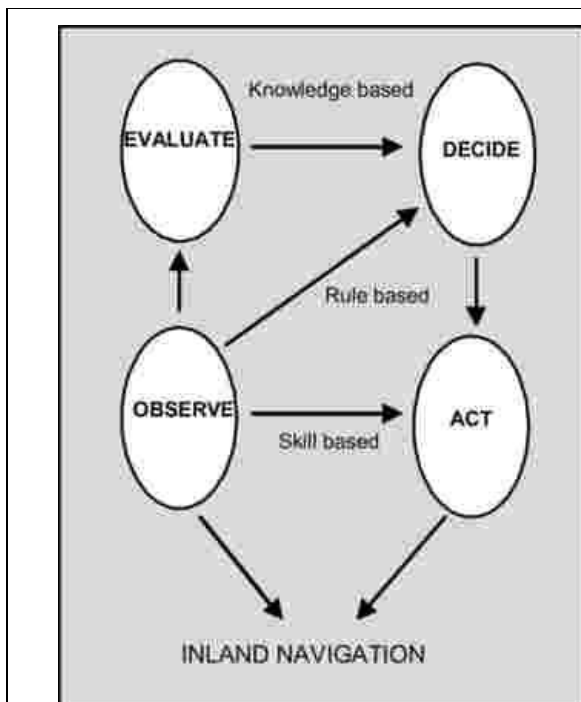 Knowledge based
EVALUATE
DECIDE
Rule based
OBSERVE
ACT
Skill based
INLAND NAVIGATION